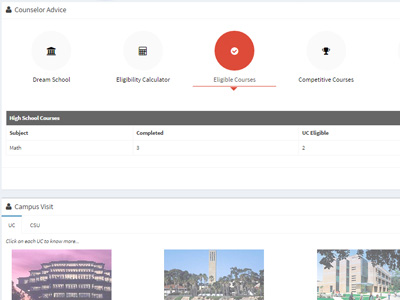 Counselor Advice
Dream School
Eligibility Calculator
Eligible Courses
Competitive Courses
High School Courses
Subject Completed UC Eligible
Math 3 2
Campus Visit
UC CSU
Click on each UC to know more...